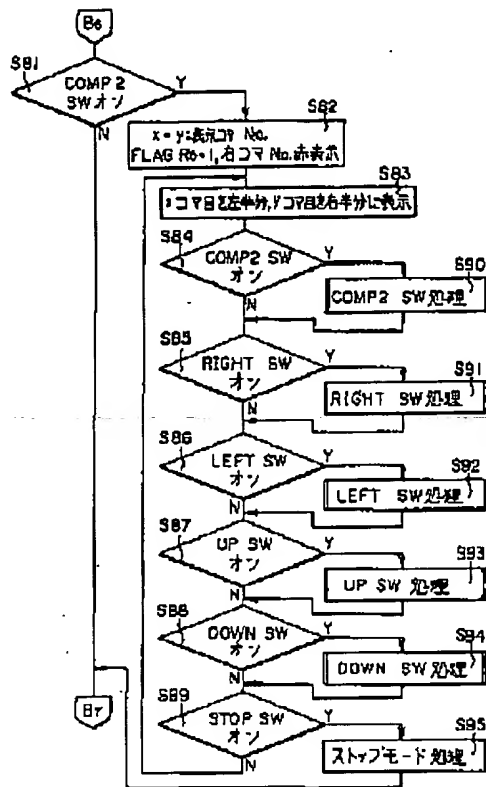 B6
S81
COMP2
SWオン
Y
N
S82
x=y=表示コマ No.
FLAG R6=1,右コマ No.赤表示
S83
xコマ目を左半分,yコマ目を右半分に表示
S84
COMP2 SW
オン
Y
N
S90
COMP2 SW処理
S85
RIGHT SW
オン
Y
N
S91
RIGHT SW処理
S86
LEFT SW
オン
Y
N
S92
LEFT SW処理
S87
UP SW
オン
Y
N
S93
UP SW 処理
S88
DOWN SW
オン
Y
N
S94
DOWN SW処理
S89
STOP SW
オン
Y
N
S95
ストップモード処理
B7